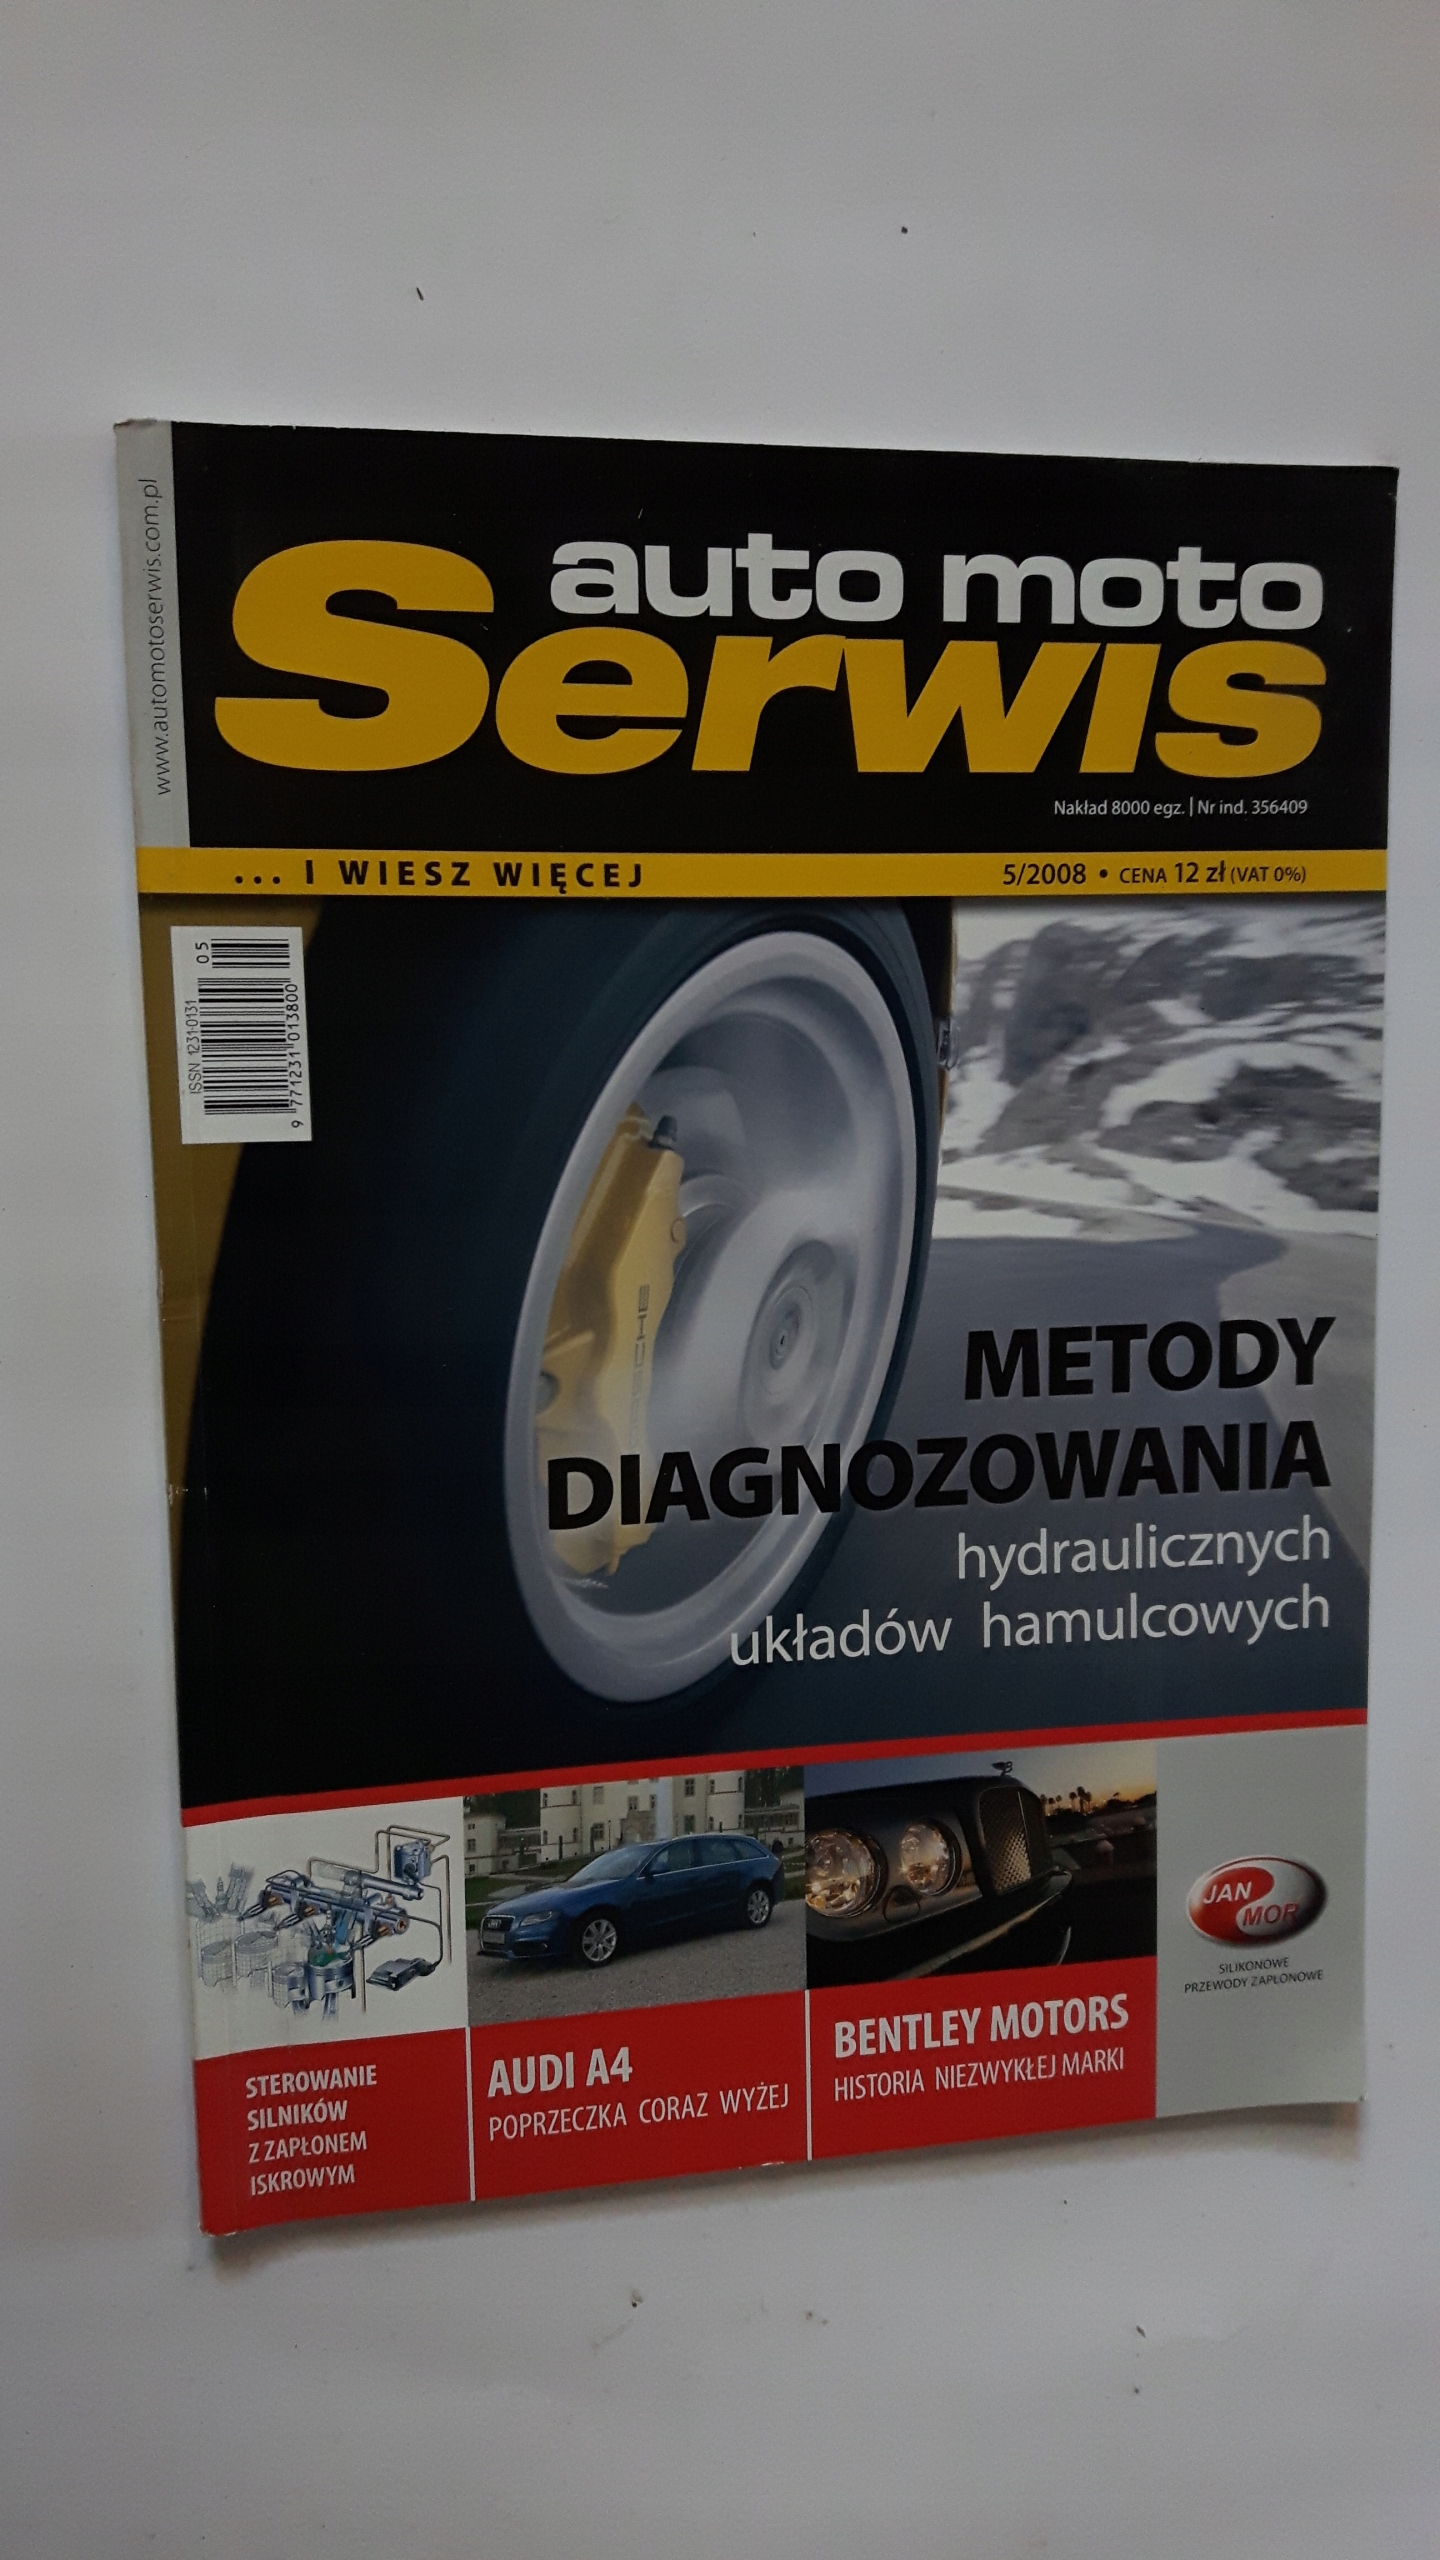 www.automotoserwis.com.pl
auto moto
Serwis
Nakład 8000 egz. | Nr ind. 356409
... I WIESZ WIĘCEJ
5/2008 • CENA 12 zł (VAT 0%)
ISSN 1231-0131
05
9 771231 013800
PORSCHE
METODY
DIAGNOZOWANIA
hydraulicznych
układów hamulcowych
STEROWANIE
SILNIKÓW
Z ZAPŁONEM
ISKROWYM
AUDI A4
POPRZECZKA CORAZ WYŻEJ
BENTLEY MOTORS
HISTORIA NIEZWYKŁEJ MARKI
JAN
MOR
SILIKONOWE
PRZEWODY ZAPŁONOWE